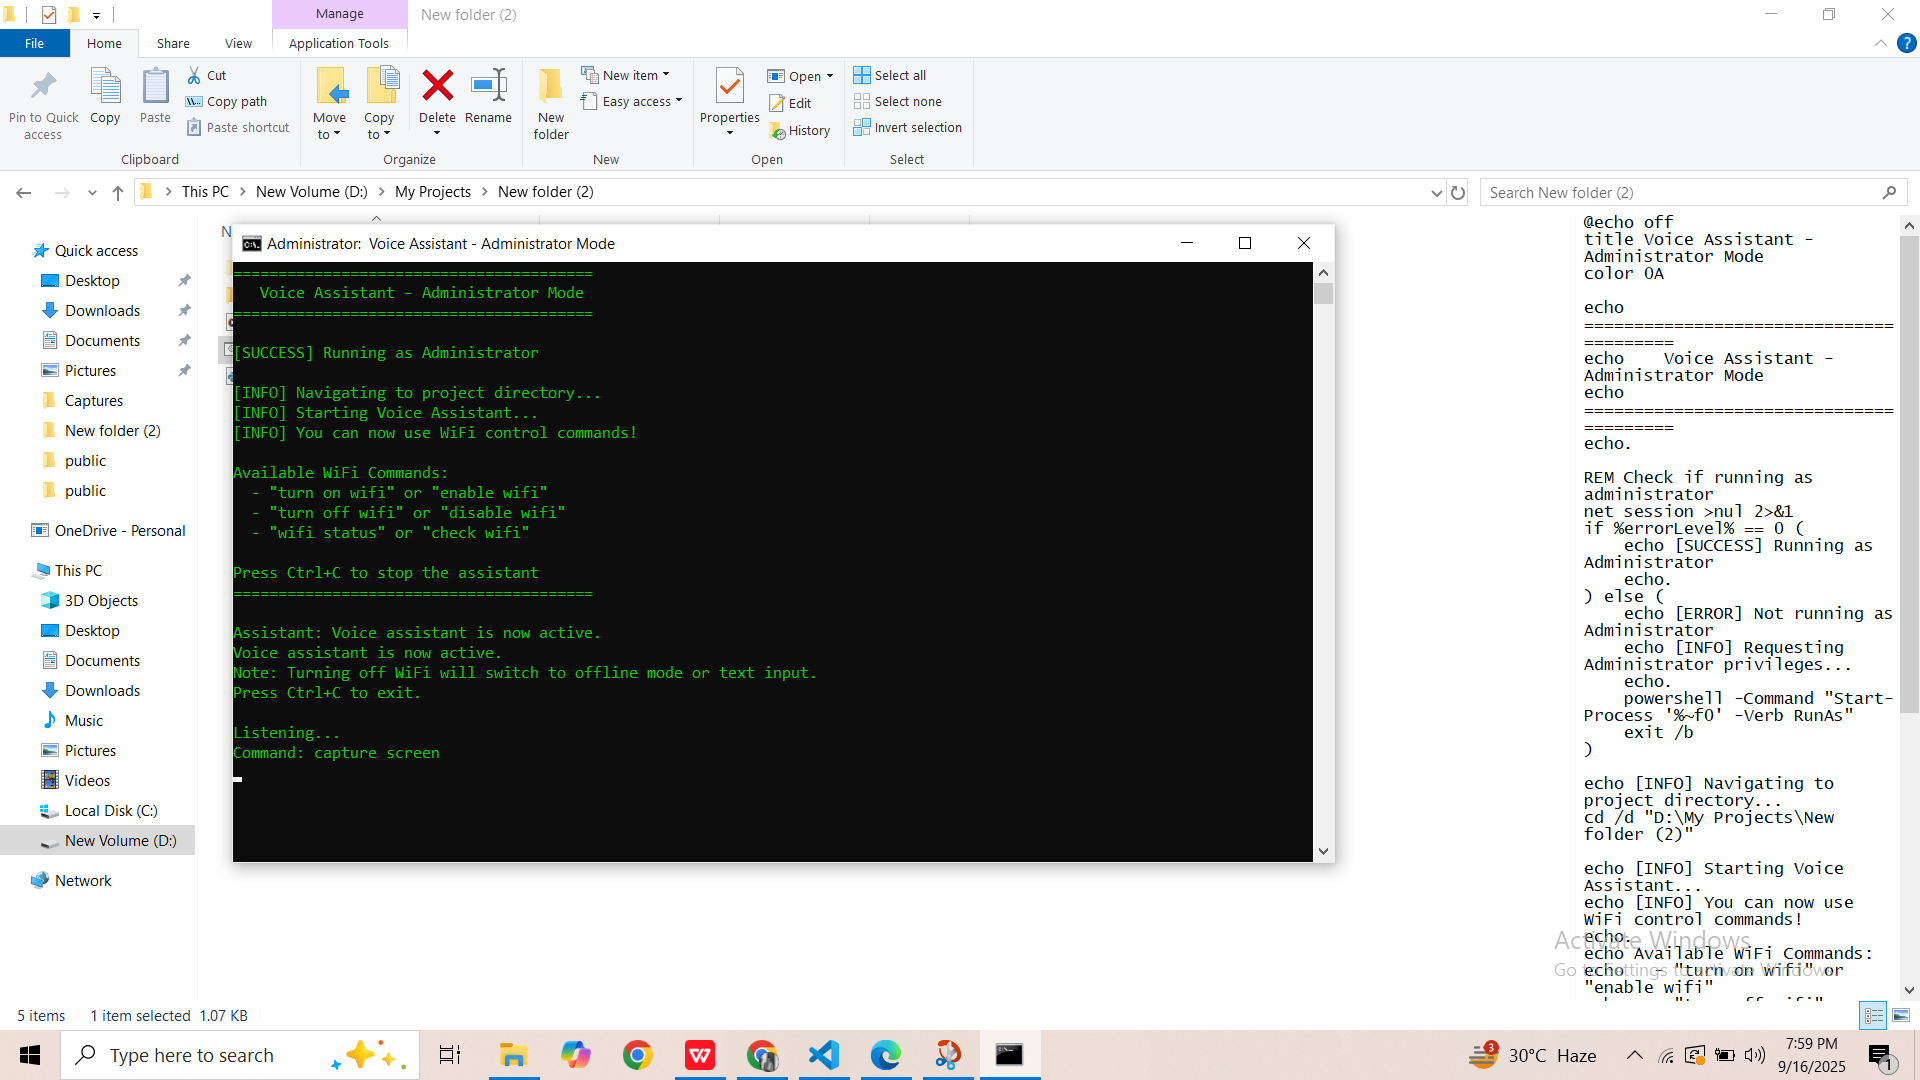 Manage
New folder (2)
File
Home
Share
View
Application Tools
Pin to Quick access
Copy
Paste
Cut
Copy path
Paste shortcut
Clipboard
Move to
Copy to
Delete
Rename
Organize
New folder
New item
Easy access
New
Properties
Open
Edit
History
Open
Select all
Select none
Invert selection
Select
This PC > New Volume (D:) > My Projects > New folder (2)
Search New folder (2)
Quick access
Desktop
Downloads
Documents
Pictures
Captures
New folder (2)
public
public
OneDrive - Personal
This PC
3D Objects
Desktop
Documents
Downloads
Music
Pictures
Videos
Local Disk (C:)
New Volume (D:)
Network
Administrator: Voice Assistant - Administrator Mode
========================================
Voice Assistant - Administrator Mode
========================================
[SUCCESS] Running as Administrator
[INFO] Navigating to project directory...
[INFO] Starting Voice Assistant...
[INFO] You can now use WiFi control commands!
Available WiFi Commands:
- "turn on wifi" or "enable wifi"
- "turn off wifi" or "disable wifi"
- "wifi status" or "check wifi"
Press Ctrl+C to stop the assistant
========================================
Assistant: Voice assistant is now active.
Voice assistant is now active.
Note: Turning off WiFi will switch to offline mode or text input.
Press Ctrl+C to exit.
Listening...
Command: capture screen
@echo off
title Voice Assistant -
Administrator Mode
color 0A
echo
===============================
=========
echo    Voice Assistant -
Administrator Mode
echo
===============================
=========
echo.
REM Check if running as
administrator
net session >nul 2>&1
if %errorLevel% == 0 (
echo [SUCCESS] Running as
Administrator
echo.
) else (
echo [ERROR] Not running as
Administrator
echo [INFO] Requesting
Administrator privileges...
echo.
powershell -Command "Start-
Process '%~f0' -Verb RunAs"
exit /b
)
echo [INFO] Navigating to
project directory...
cd /d "D:\My Projects\New
folder (2)"
echo [INFO] Starting Voice
Assistant...
echo [INFO] You can now use
WiFi control commands!
echo.
echo Available WiFi Commands:
echo   - "turn on wifi" or
"enable wifi"
Activate Windows
Go to Settings to activate Windows.
5 items
1 item selected 1.07 KB
Type here to search
3
30°C Haze
7:59 PM
9/16/2025
1